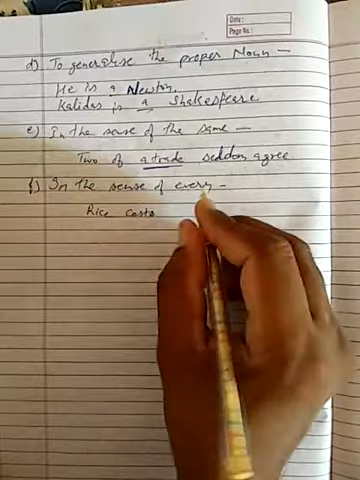 Date:
Page No.:
d) To generalise the proper Noun —
He is a Newton.
Kalidas is a Shakespeare
e) In the sense of the same —
Two of a trade seldom agree.
f) In the sense of every —
Rice costs